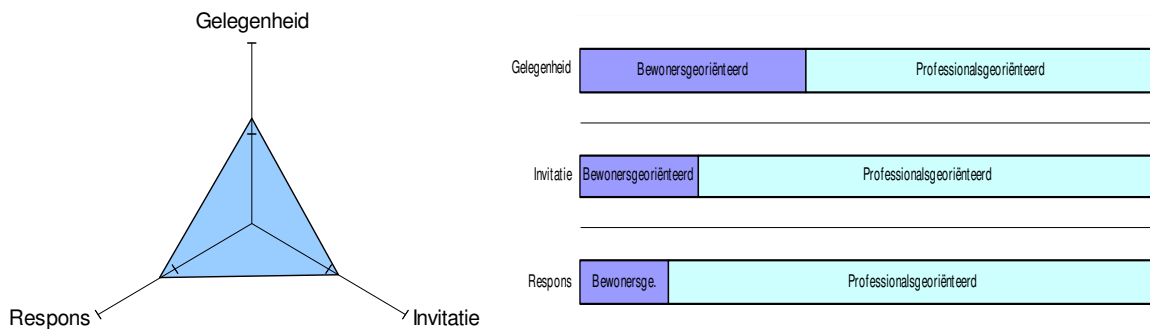 Gelegenheid
Respons
Invitatie
Gelegenheid
Bewonersgeoriënteerd
Professionalsgeoriënteerd
Invitatie
Bewonersgeoriënteerd
Professionalsgeoriënteerd
Respons
Bewonersge.
Professionalsgeoriënteerd